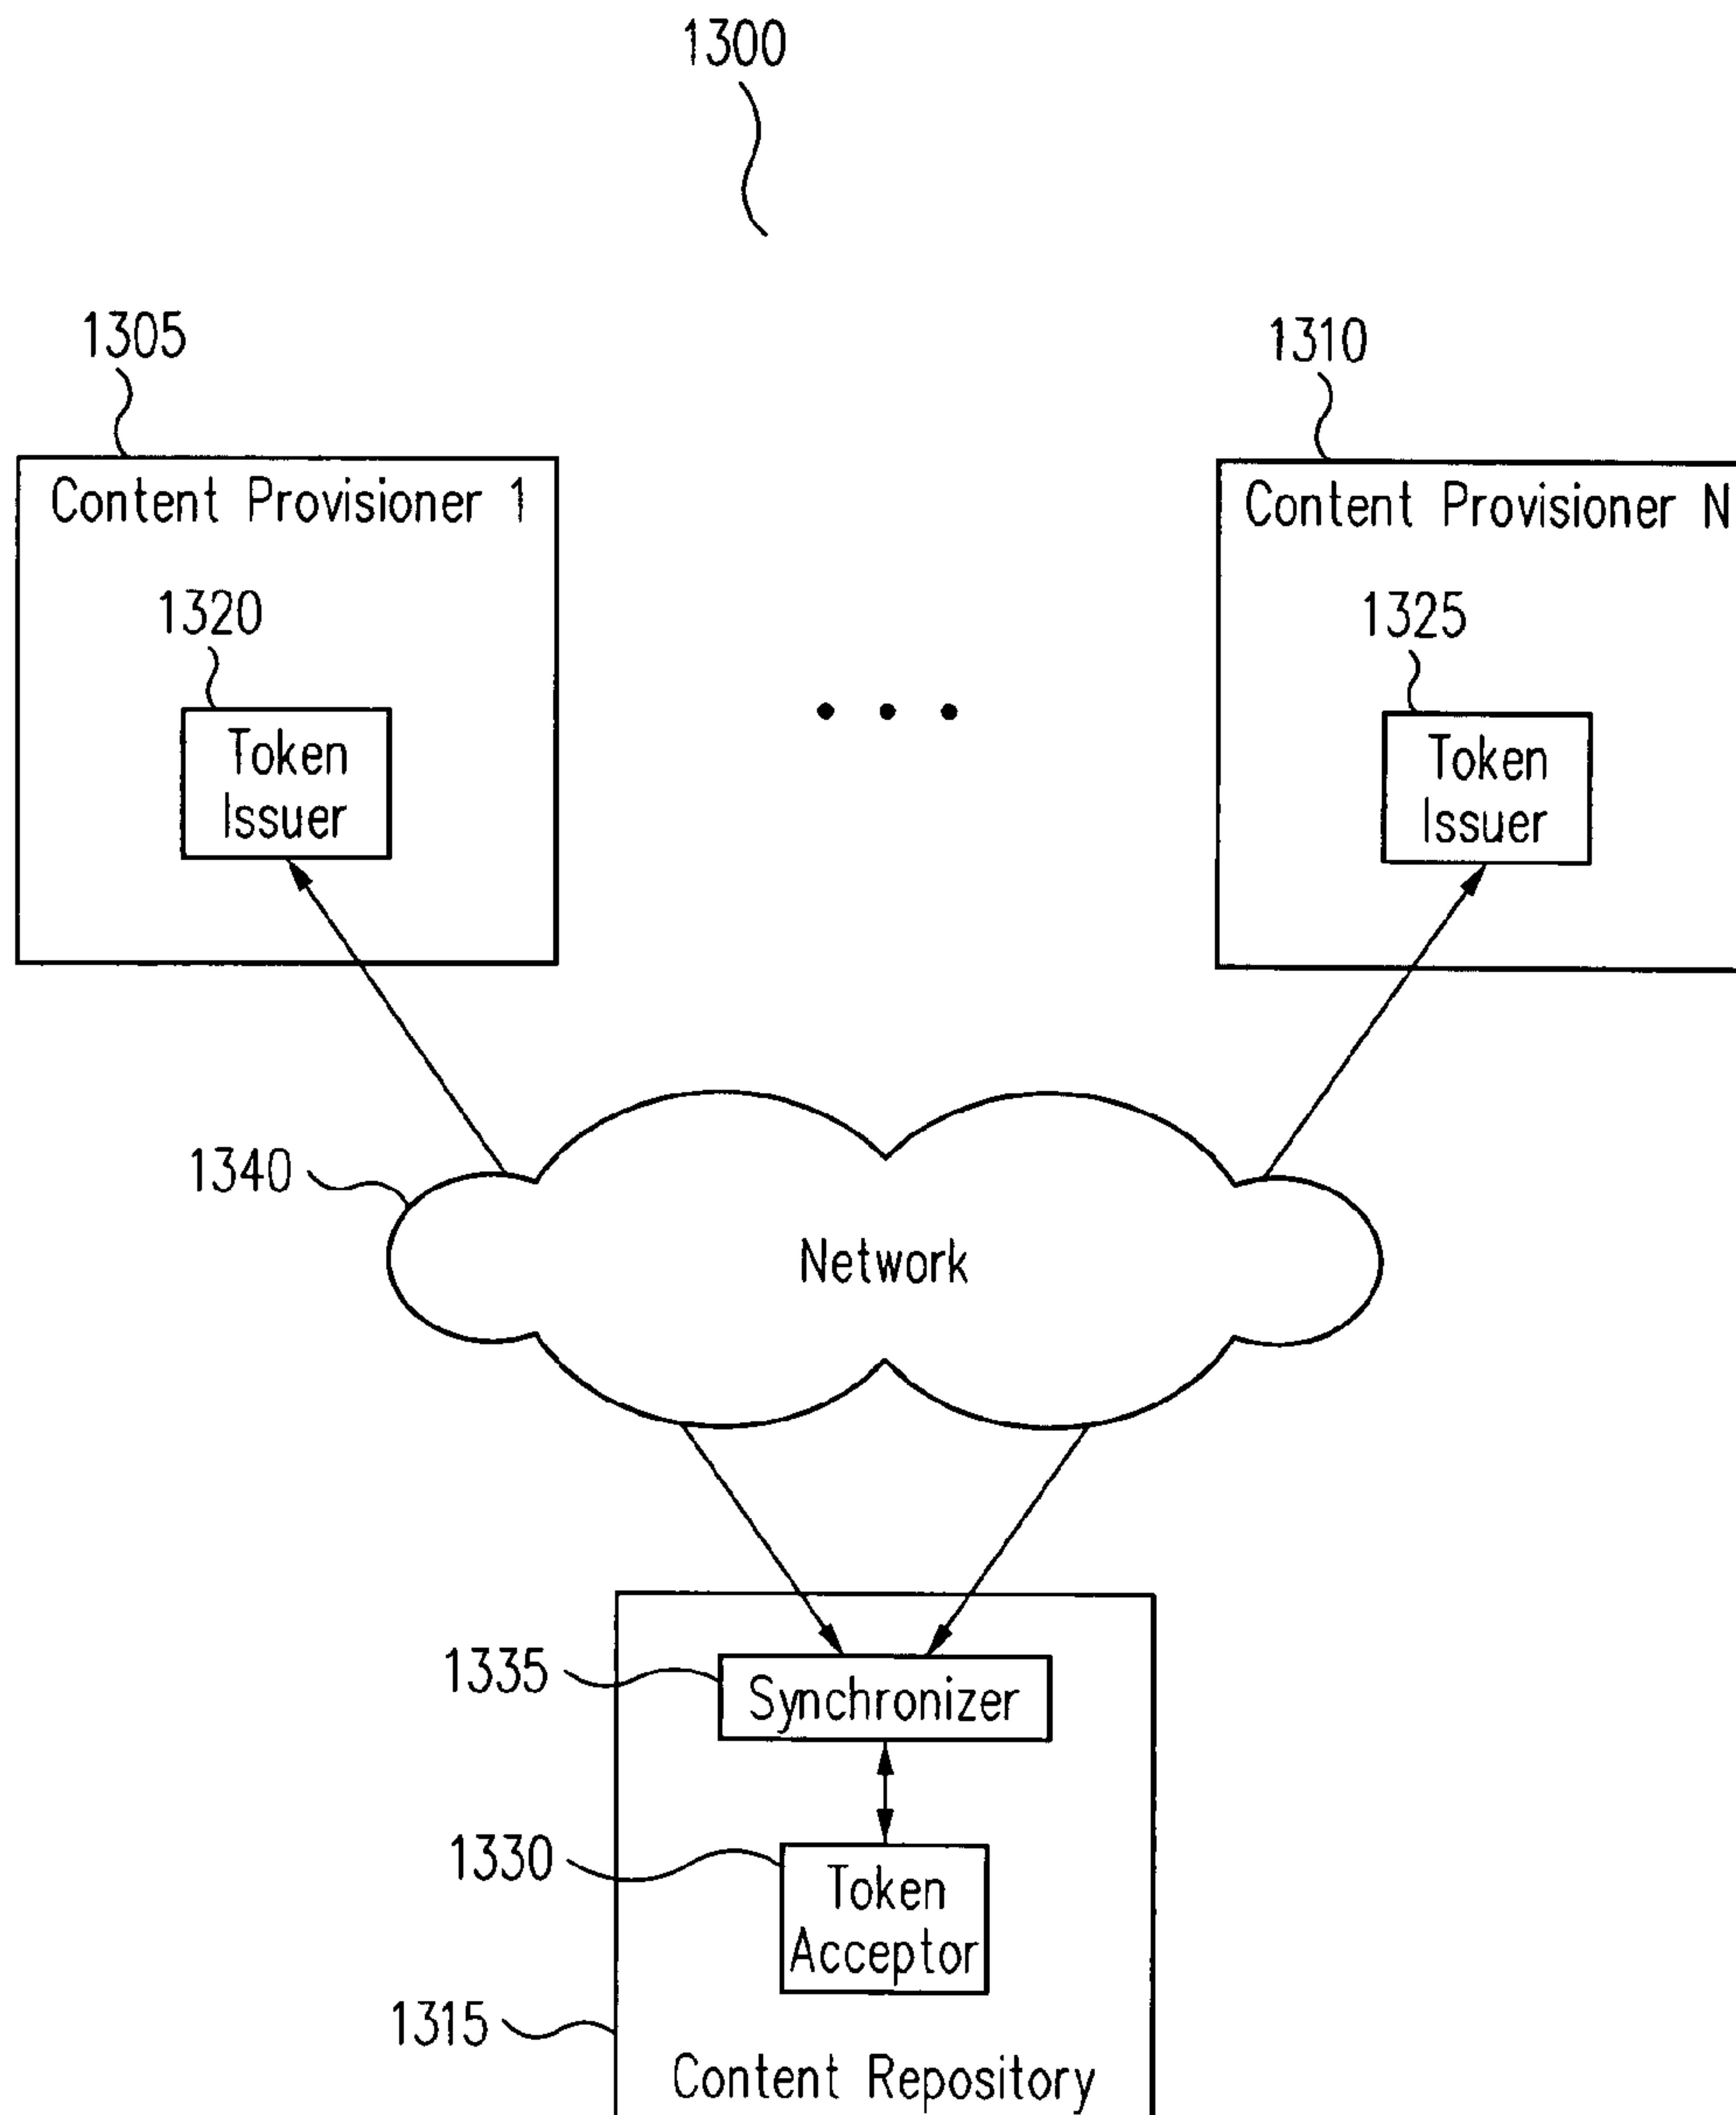 1300
1305
1310
Content Provisioner 1
Content Provisioner N
1320
1325
Token
Issuer
Token
Issuer
1340
Network
1335
Synchronizer
1330
Token
Acceptor
1315
Content Repository